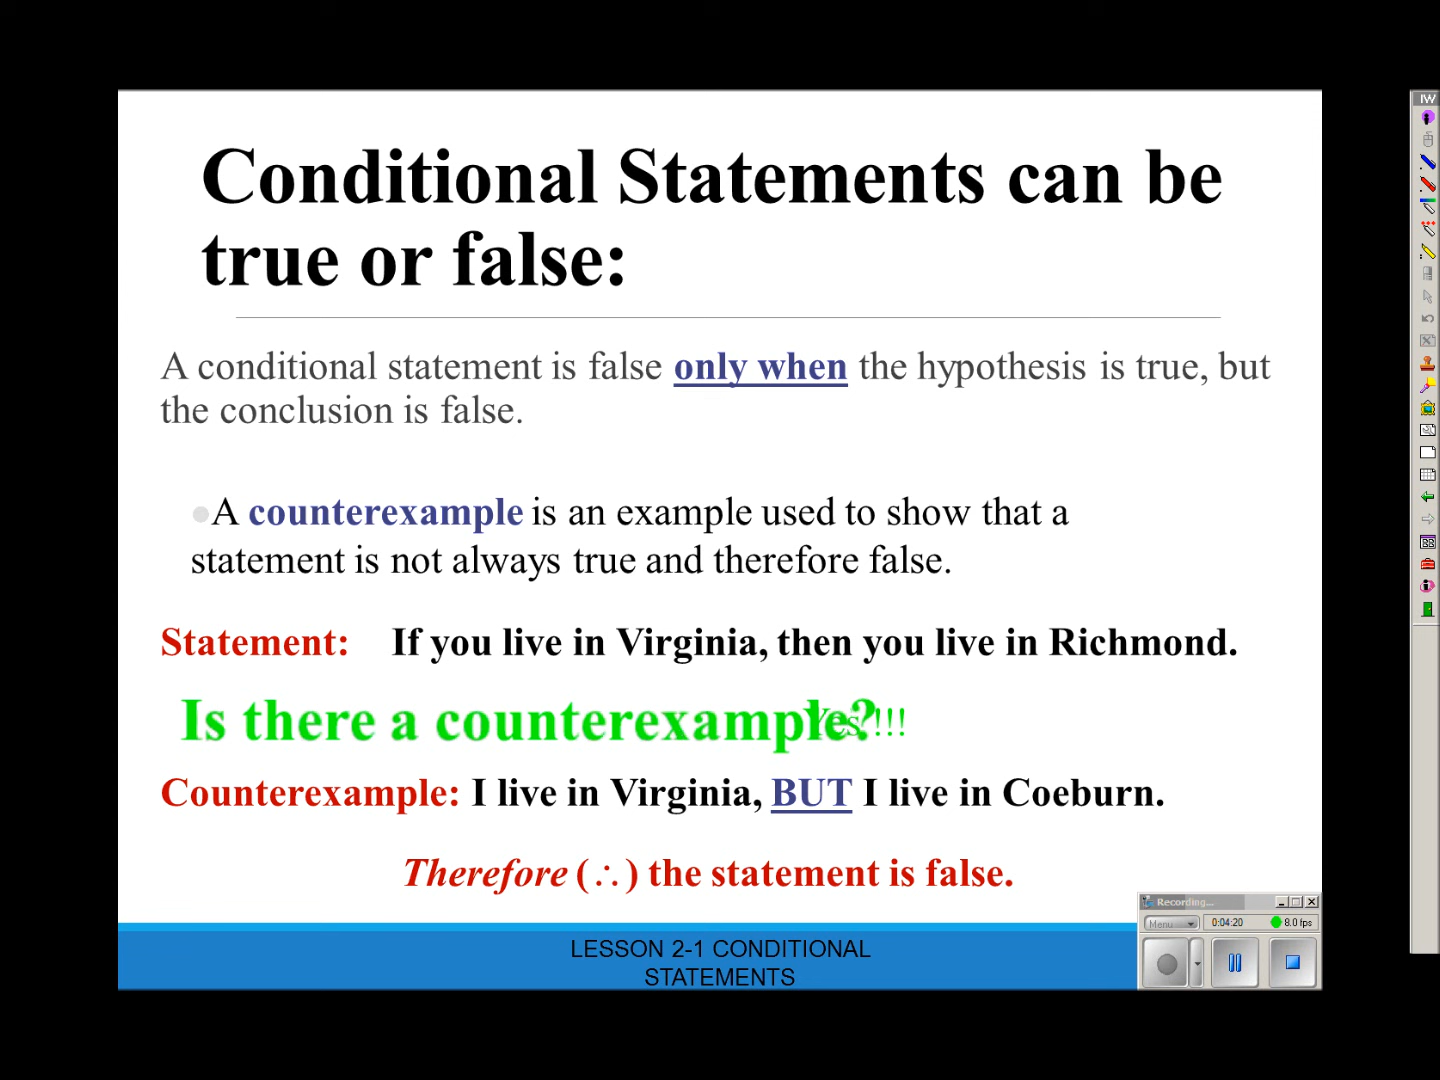 Conditional Statements can be
true or false:
A conditional statement is false only when the hypothesis is true, but
the conclusion is false.
A counterexample is an example used to show that a
statement is not always true and therefore false.
Statement: If you live in Virginia, then you live in Richmond.
Is there a counterexample? Yes !!!
Counterexample: I live in Virginia, BUT I live in Coeburn.
Therefore (∴) the statement is false.
LESSON 2-1 CONDITIONAL
STATEMENTS
IW
Recording...
Menu 0:04:20 8.0 fps